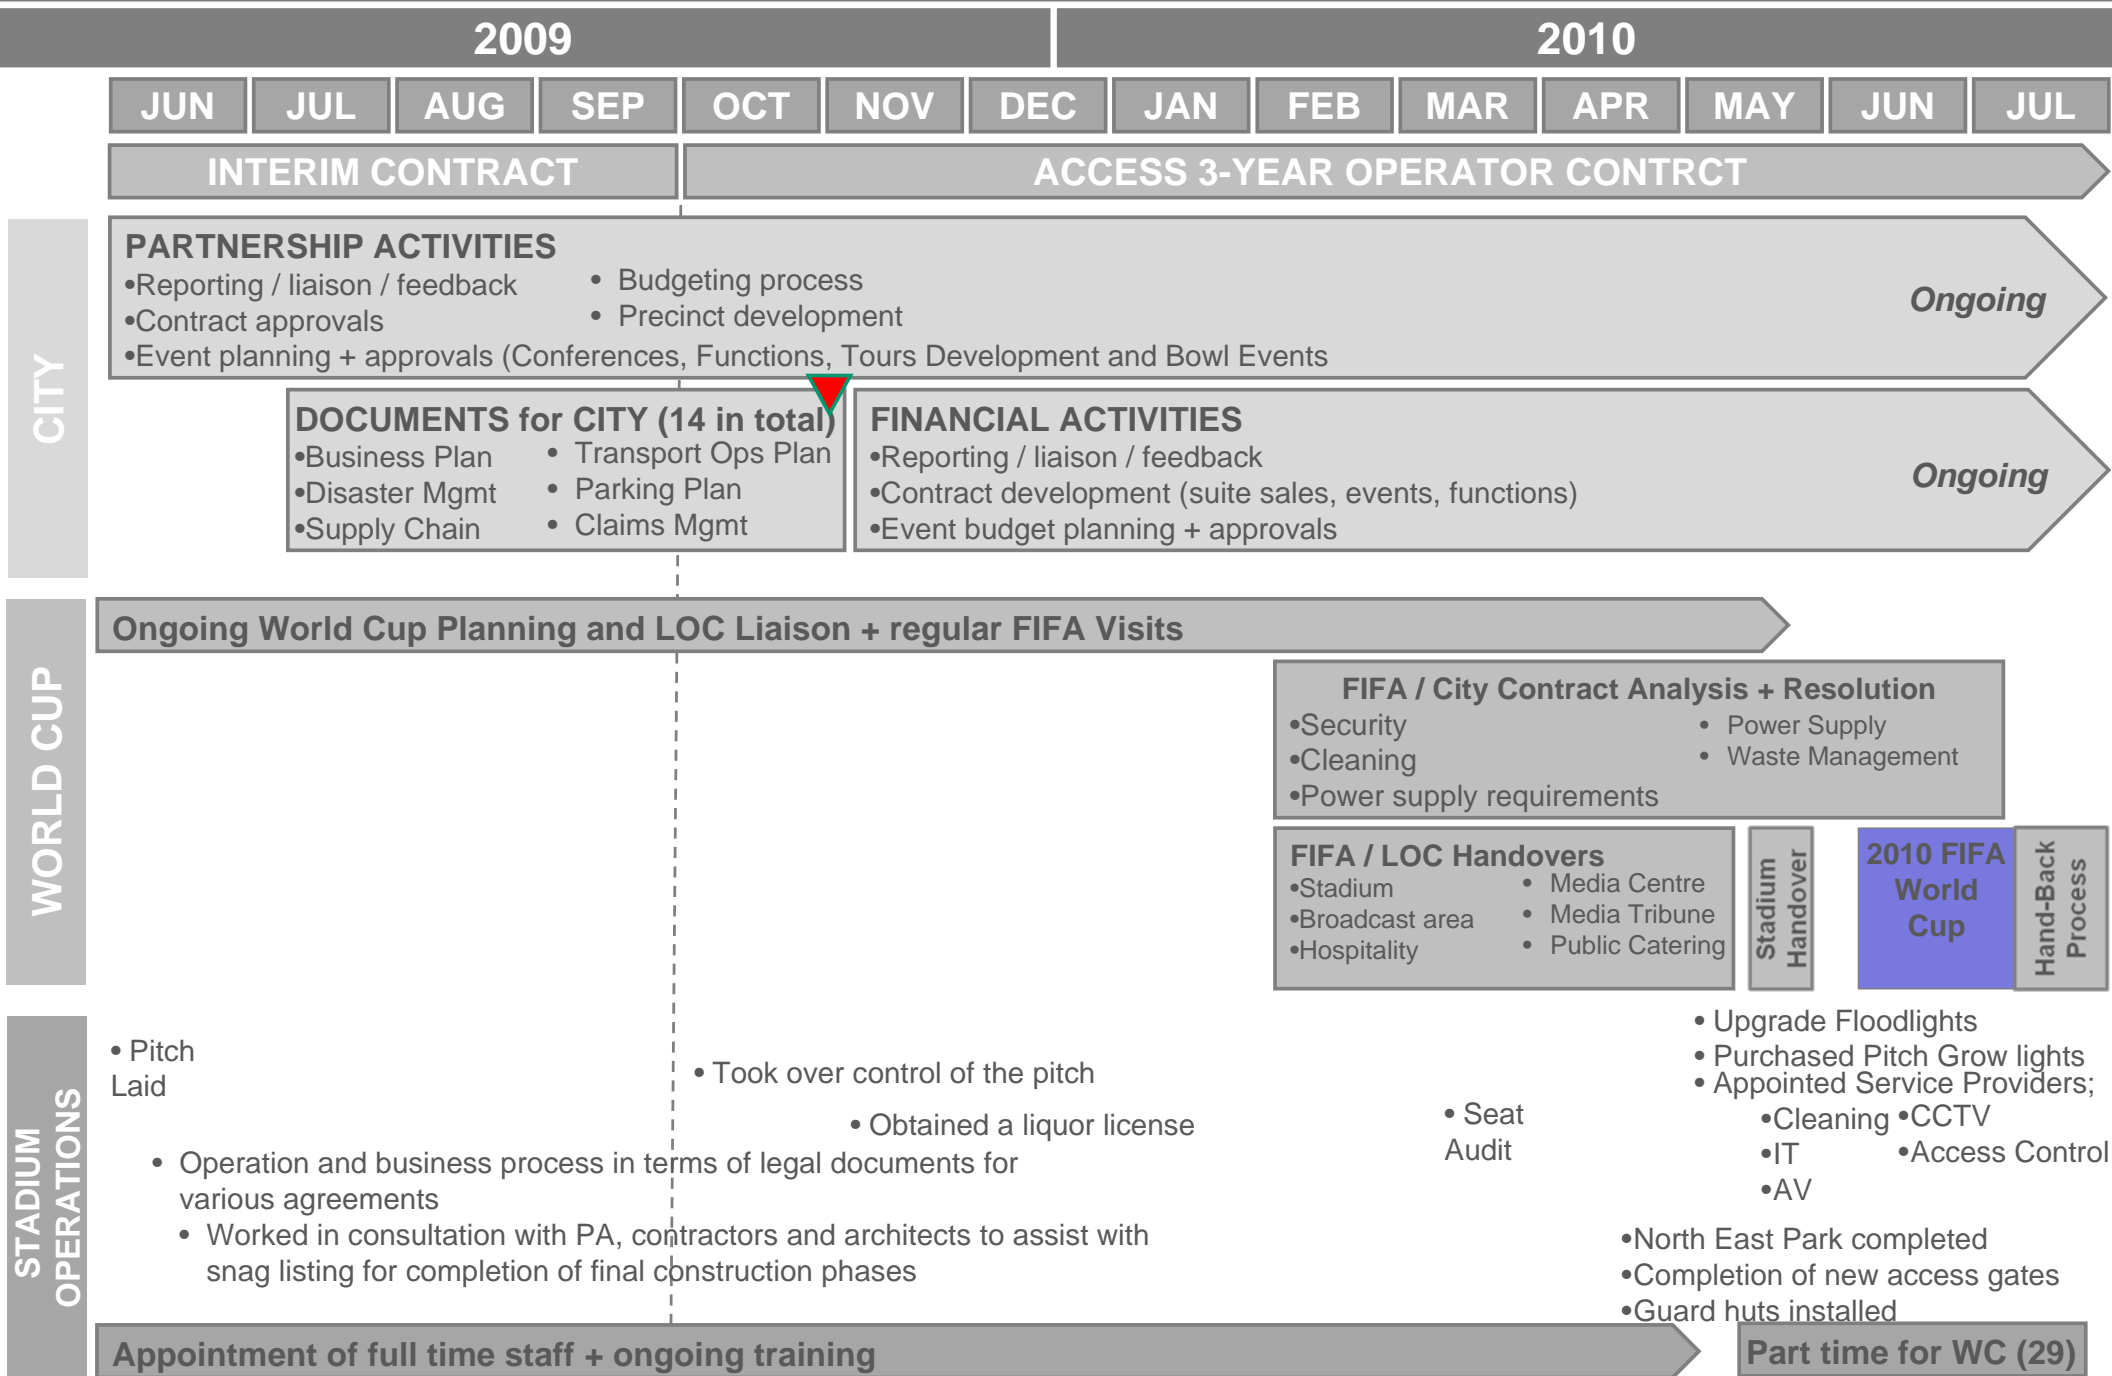 2009
2010
JUN JUL AUG SEP OCT NOV DEC JAN FEB MAR APR MAY JUN JUL
INTERIM CONTRACT
ACCESS 3-YEAR OPERATOR CONTRCT
CITY
PARTNERSHIP ACTIVITIES
•Reporting / liaison / feedback
•Contract approvals
• Budgeting process
• Precinct development
•Event planning + approvals (Conferences, Functions, Tours Development and Bowl Events
Ongoing
DOCUMENTS for CITY (14 in total)
•Business Plan
•Disaster Mgmt
•Supply Chain
• Transport Ops Plan
• Parking Plan
• Claims Mgmt
FINANCIAL ACTIVITIES
•Reporting / liaison / feedback
•Contract development (suite sales, events, functions)
•Event budget planning + approvals
Ongoing
WORLD CUP
Ongoing World Cup Planning and LOC Liaison + regular FIFA Visits
FIFA / City Contract Analysis + Resolution
•Security
•Cleaning
•Power supply requirements
• Power Supply
• Waste Management
FIFA / LOC Handovers
•Stadium
•Broadcast area
•Hospitality
• Media Centre
• Media Tribune
• Public Catering
Stadium
Handover
2010 FIFA
World
Cup
Hand-Back
Process
STADIUM
OPERATIONS
• Pitch
Laid
• Took over control of the pitch
• Obtained a liquor license
• Operation and business process in terms of legal documents for
various agreements
• Worked in consultation with PA, contractors and architects to assist with
snag listing for completion of final construction phases
• Seat
Audit
• Upgrade Floodlights
• Purchased Pitch Grow lights
• Appointed Service Providers;
•Cleaning •CCTV
•IT •Access Control
•AV
•North East Park completed
•Completion of new access gates
•Guard huts installed
Appointment of full time staff + ongoing training
Part time for WC (29)